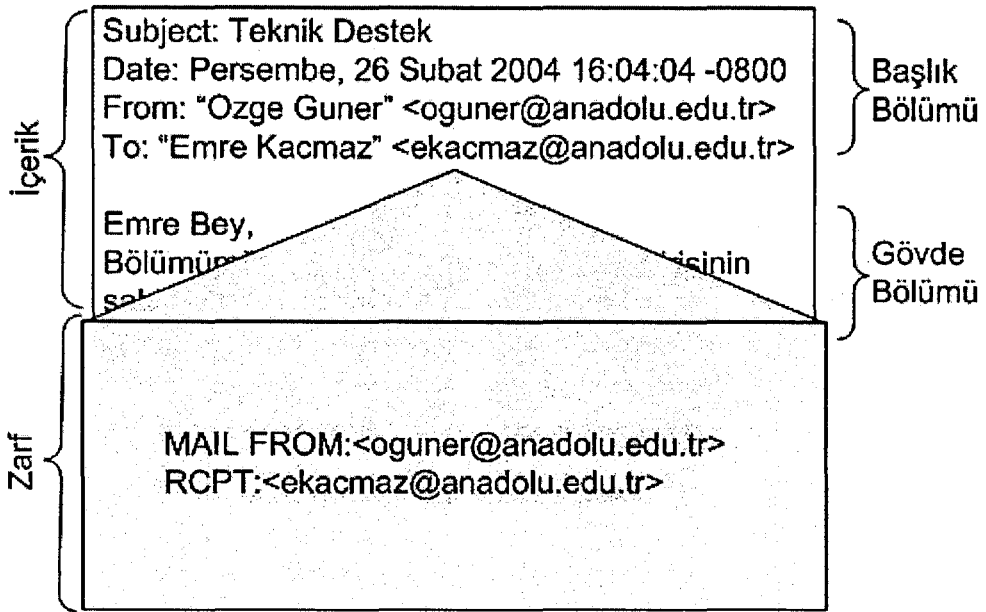 Subject: Teknik Destek
Date: Persembe, 26 Subat 2004 16:04:04 -0800
From: "Ozge Guner" <oguner@anadolu.edu.tr>
To: "Emre Kacmaz" <ekacmaz@anadolu.edu.tr>
Başlık
Bölümü
İçerik
Emre Bey,
Gövde
Bölümü
Zarf
MAIL FROM:<oguner@anadolu.edu.tr>
RCPT:<ekacmaz@anadolu.edu.tr>